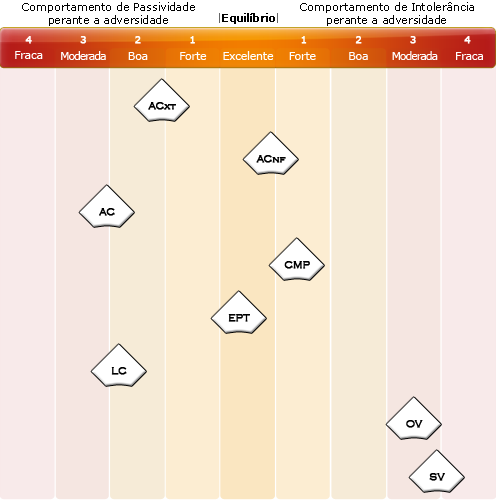 Comportamento de Passividade
perante a adversidade
|Equilíbrio|
Comportamento de Intolerância
perante a adversidade
4 3 2 1 1 2 3 4
Fraca Moderada Boa Forte Excelente Forte Boa Moderada Fraca
ACXT
ACNF
AC
CMP
EPT
LC
OV
SV